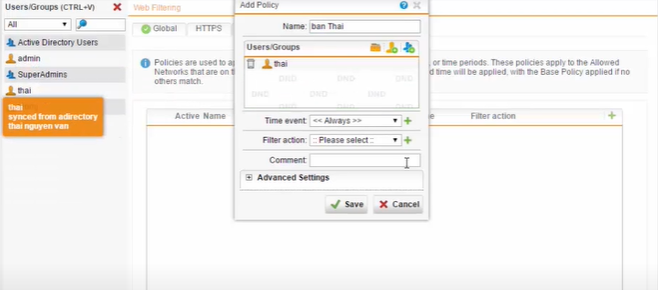 Users/Groups (CTRL+V)
All
Active Directory Users
admin
SuperAdmins
thai
thai
synced from adirectory
thai nguyen van
Web Filtering
Global
HTTPS
Policies are used to ap
Networks that are on th
matched.
or time periods. These policies apply to the Allowed
d time will be applied, with the Base Policy applied if no
Active Name
Filter action
Add Policy
Name: ban Thai
Users/Groups
thai
DND DND DND
DND DND DND
DND DND DND
Time event: << Always >>
Filter action: :: Please select ::
Comment:
Advanced Settings
Save
Cancel